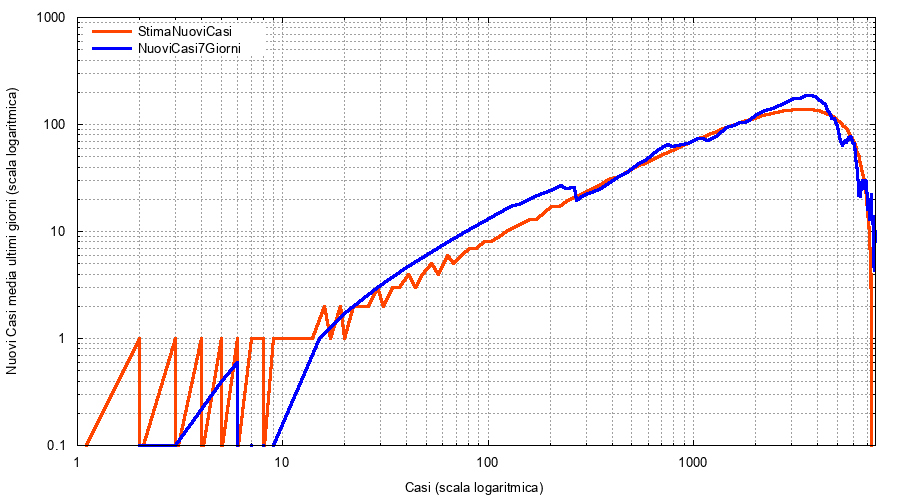 1000
100
10
1
0.1
1
10
100
1000
StimaNuoviCasi
NuoviCasi7Giorni
Nuovi Casi media ultimi giorni (scala logaritmica)
Casi (scala logaritmica)